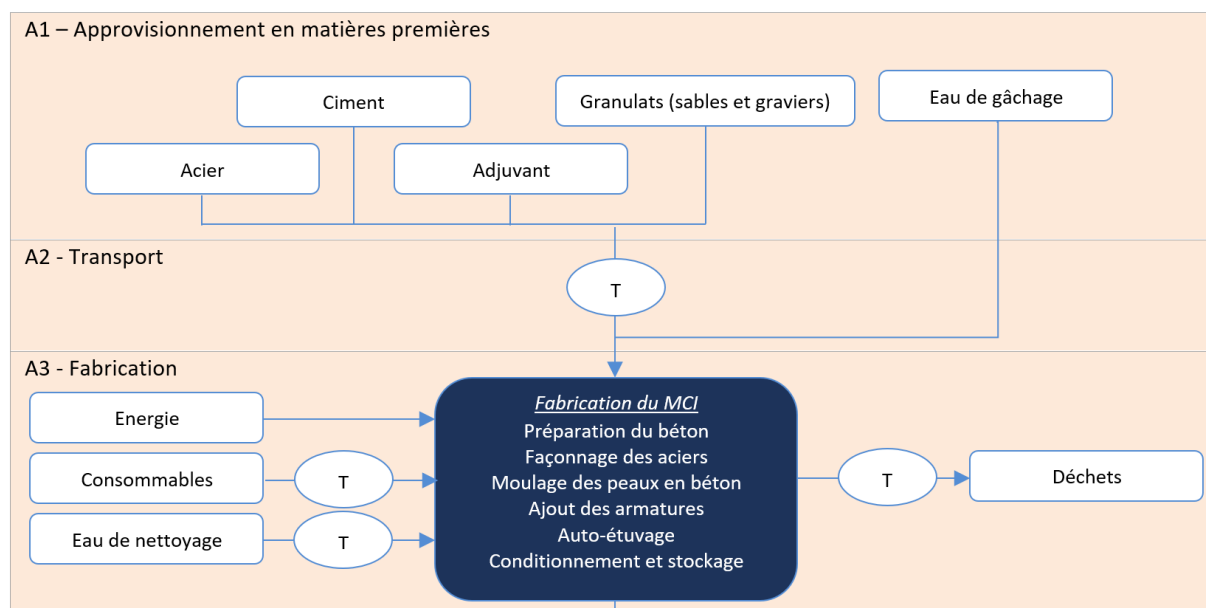 A1 – Approvisionnement en matières premières
Ciment
Granulats (sables et graviers)
Eau de gâchage
Acier
Adjuvant
A2 - Transport
T
A3 - Fabrication
Energie
Consommables
T
Eau de nettoyage
T
Fabrication du MCI
Préparation du béton
Façonnage des aciers
Moulage des peaux en béton
Ajout des armatures
Auto-étuvage
Conditionnement et stockage
T
Déchets